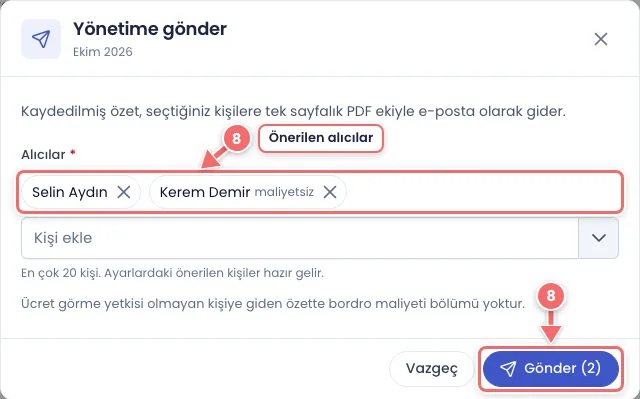 Yönetime gönder
Ekim 2026
Kaydedilmiş özet, seçtiğiniz kişilere tek sayfalık PDF ekiyle e-posta olarak gider.
8 Önerilen alıcılar
Alıcılar *
Selin Aydın Kerem Demir maliyetsiz
Kişi ekle
En çok 20 kişi. Ayarlardaki önerilen kişiler hazır gelir.
Ücret görme yetkisi olmayan kişiye giden özette bordro maliyeti bölümü yoktur.
8
Vazgeç Gönder (2)